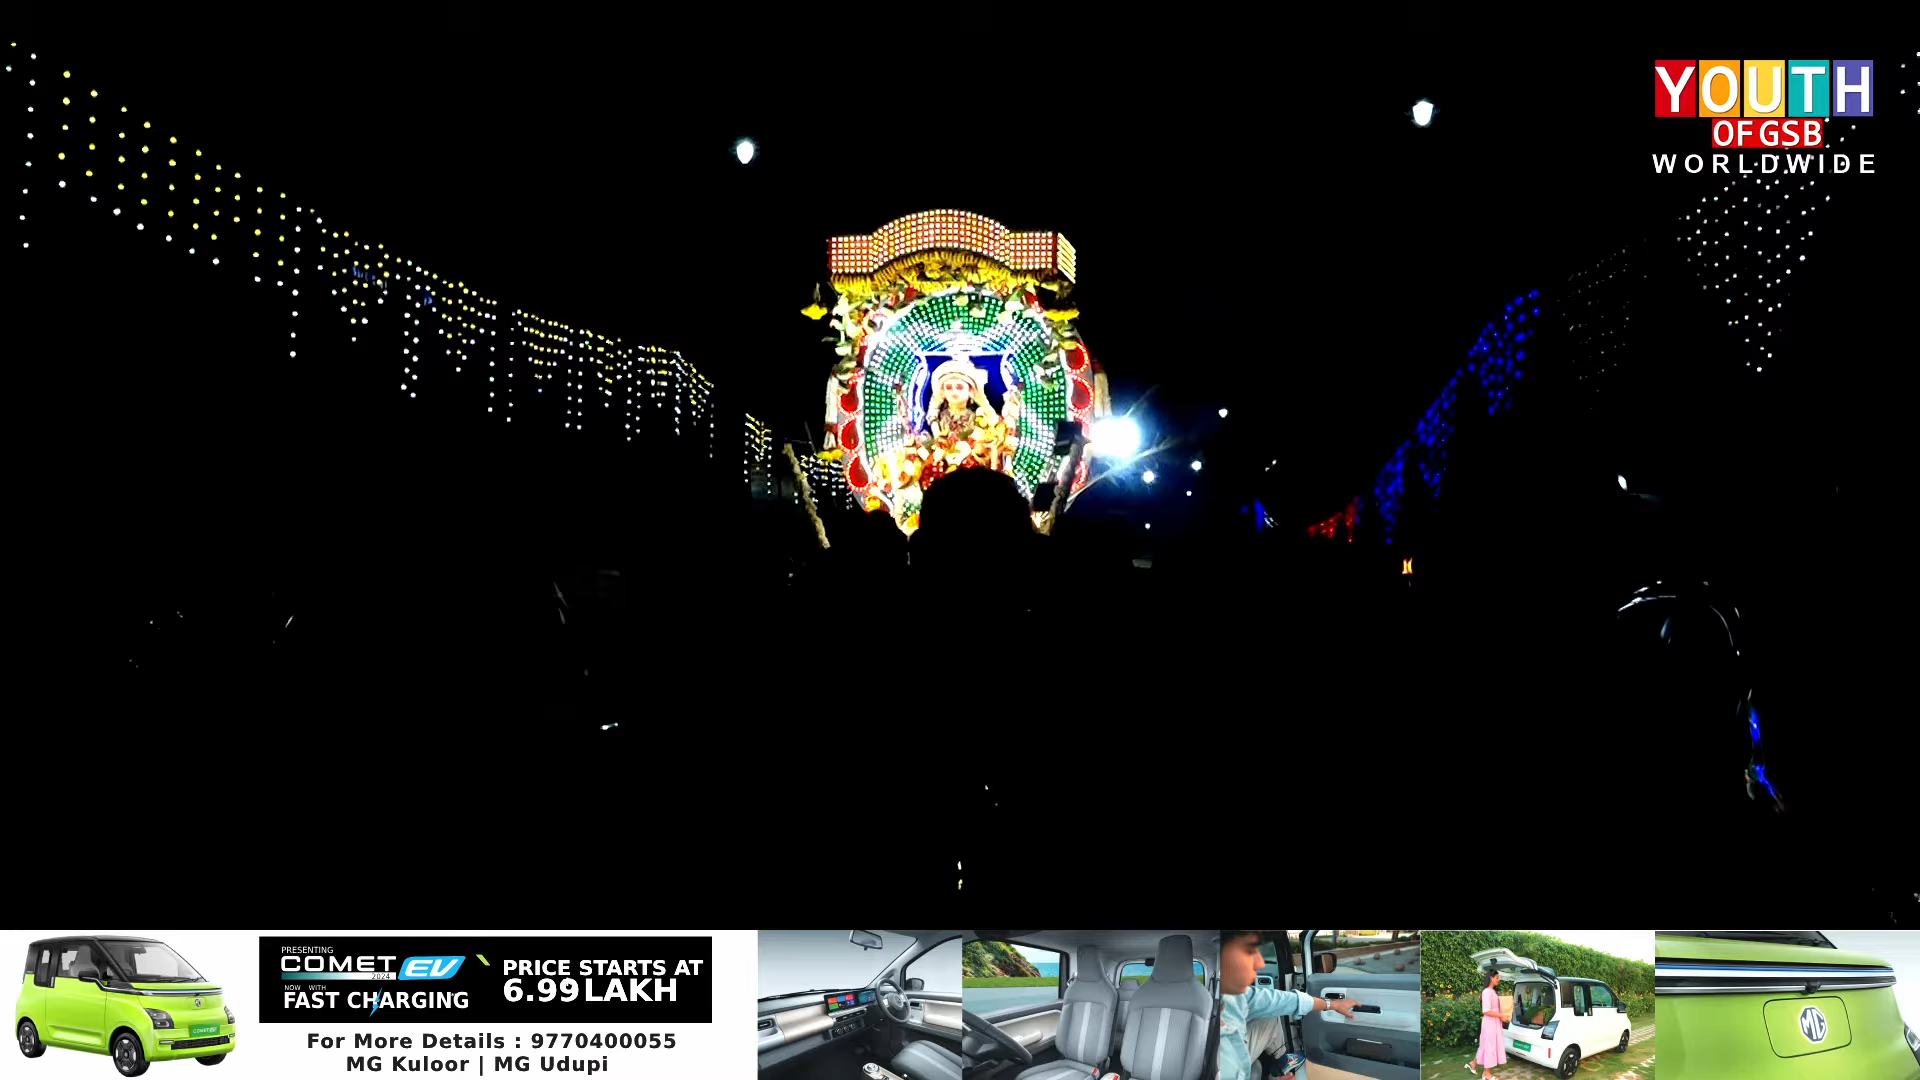 YOUTH
OF GSB
WORLDWIDE
PRESENTING
COMET EV
2024
NOW WITH
FAST CHARGING
PRICE STARTS AT
6.99 LAKH
For More Details : 9770400055
MG Kuloor | MG Udupi
MG